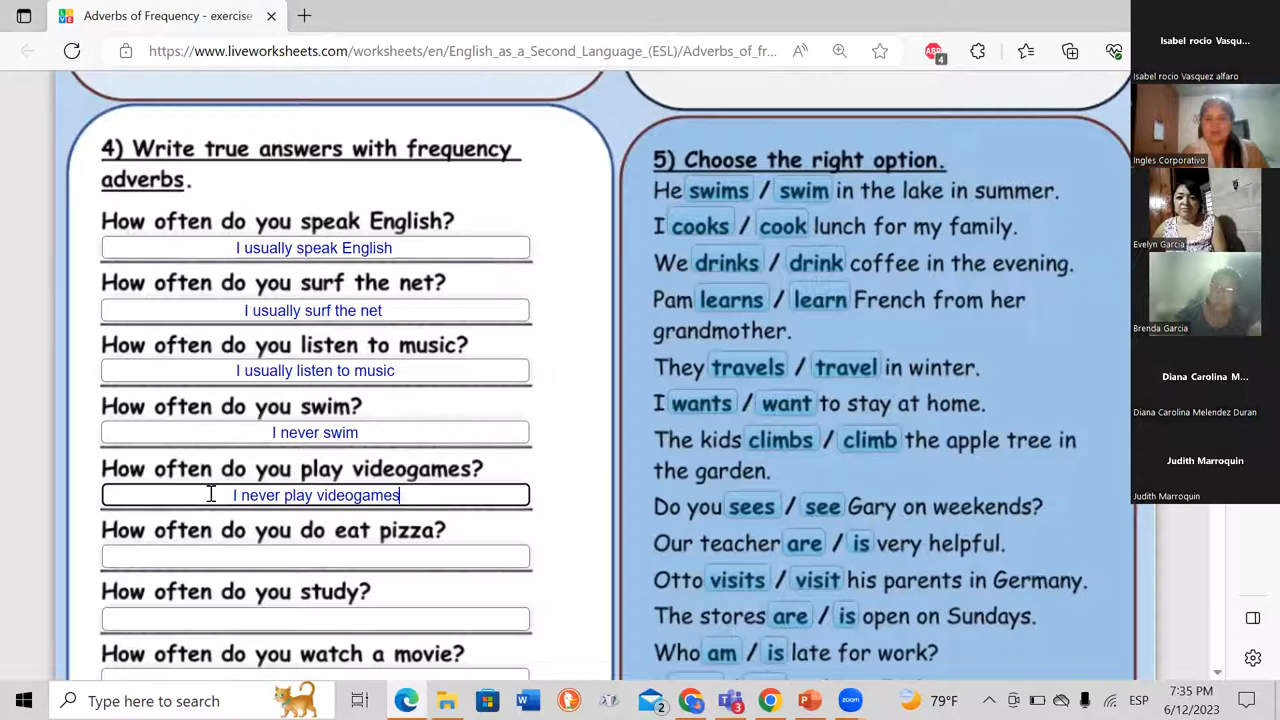 Adverbs of Frequency - exercise
https://www.liveworksheets.com/worksheets/en/English_as_a_Second_Language_(ESL)/Adverbs_of_fr...
4
4) Write true answers with frequency
adverbs.
How often do you speak English?
I usually speak English
How often do you surf the net?
I usually surf the net
How often do you listen to music?
I usually listen to music
How often do you swim?
I never swim
How often do you play videogames?
I never play videogames
How often do you do eat pizza?
How often do you study?
How often do you watch a movie?
5) Choose the right option.
He swims / swim in the lake in summer.
I cooks / cook lunch for my family.
We drinks / drink coffee in the evening.
Pam learns / learn French from her
grandmother.
They travels / travel in winter.
I wants / want to stay at home.
The kids climbs / climb the apple tree in
the garden.
Do you sees / see Gary on weekends?
Our teacher are / is very helpful.
Otto visits / visit his parents in Germany.
The stores are / is open on Sundays.
Who am / is late for work?
Isabel rocio Vasqu...
Isabel rocio Vasquez alfaro
Ingles Corporativo
Evelyn Garcia
Brenda Garcia
Diana Carolina M...
Diana Carolina Melendez Duran
Judith Marroquin
Judith Marroquin
Type here to search
2
3
zoom
79°F
ESP
7:35 PM
6/12/2023